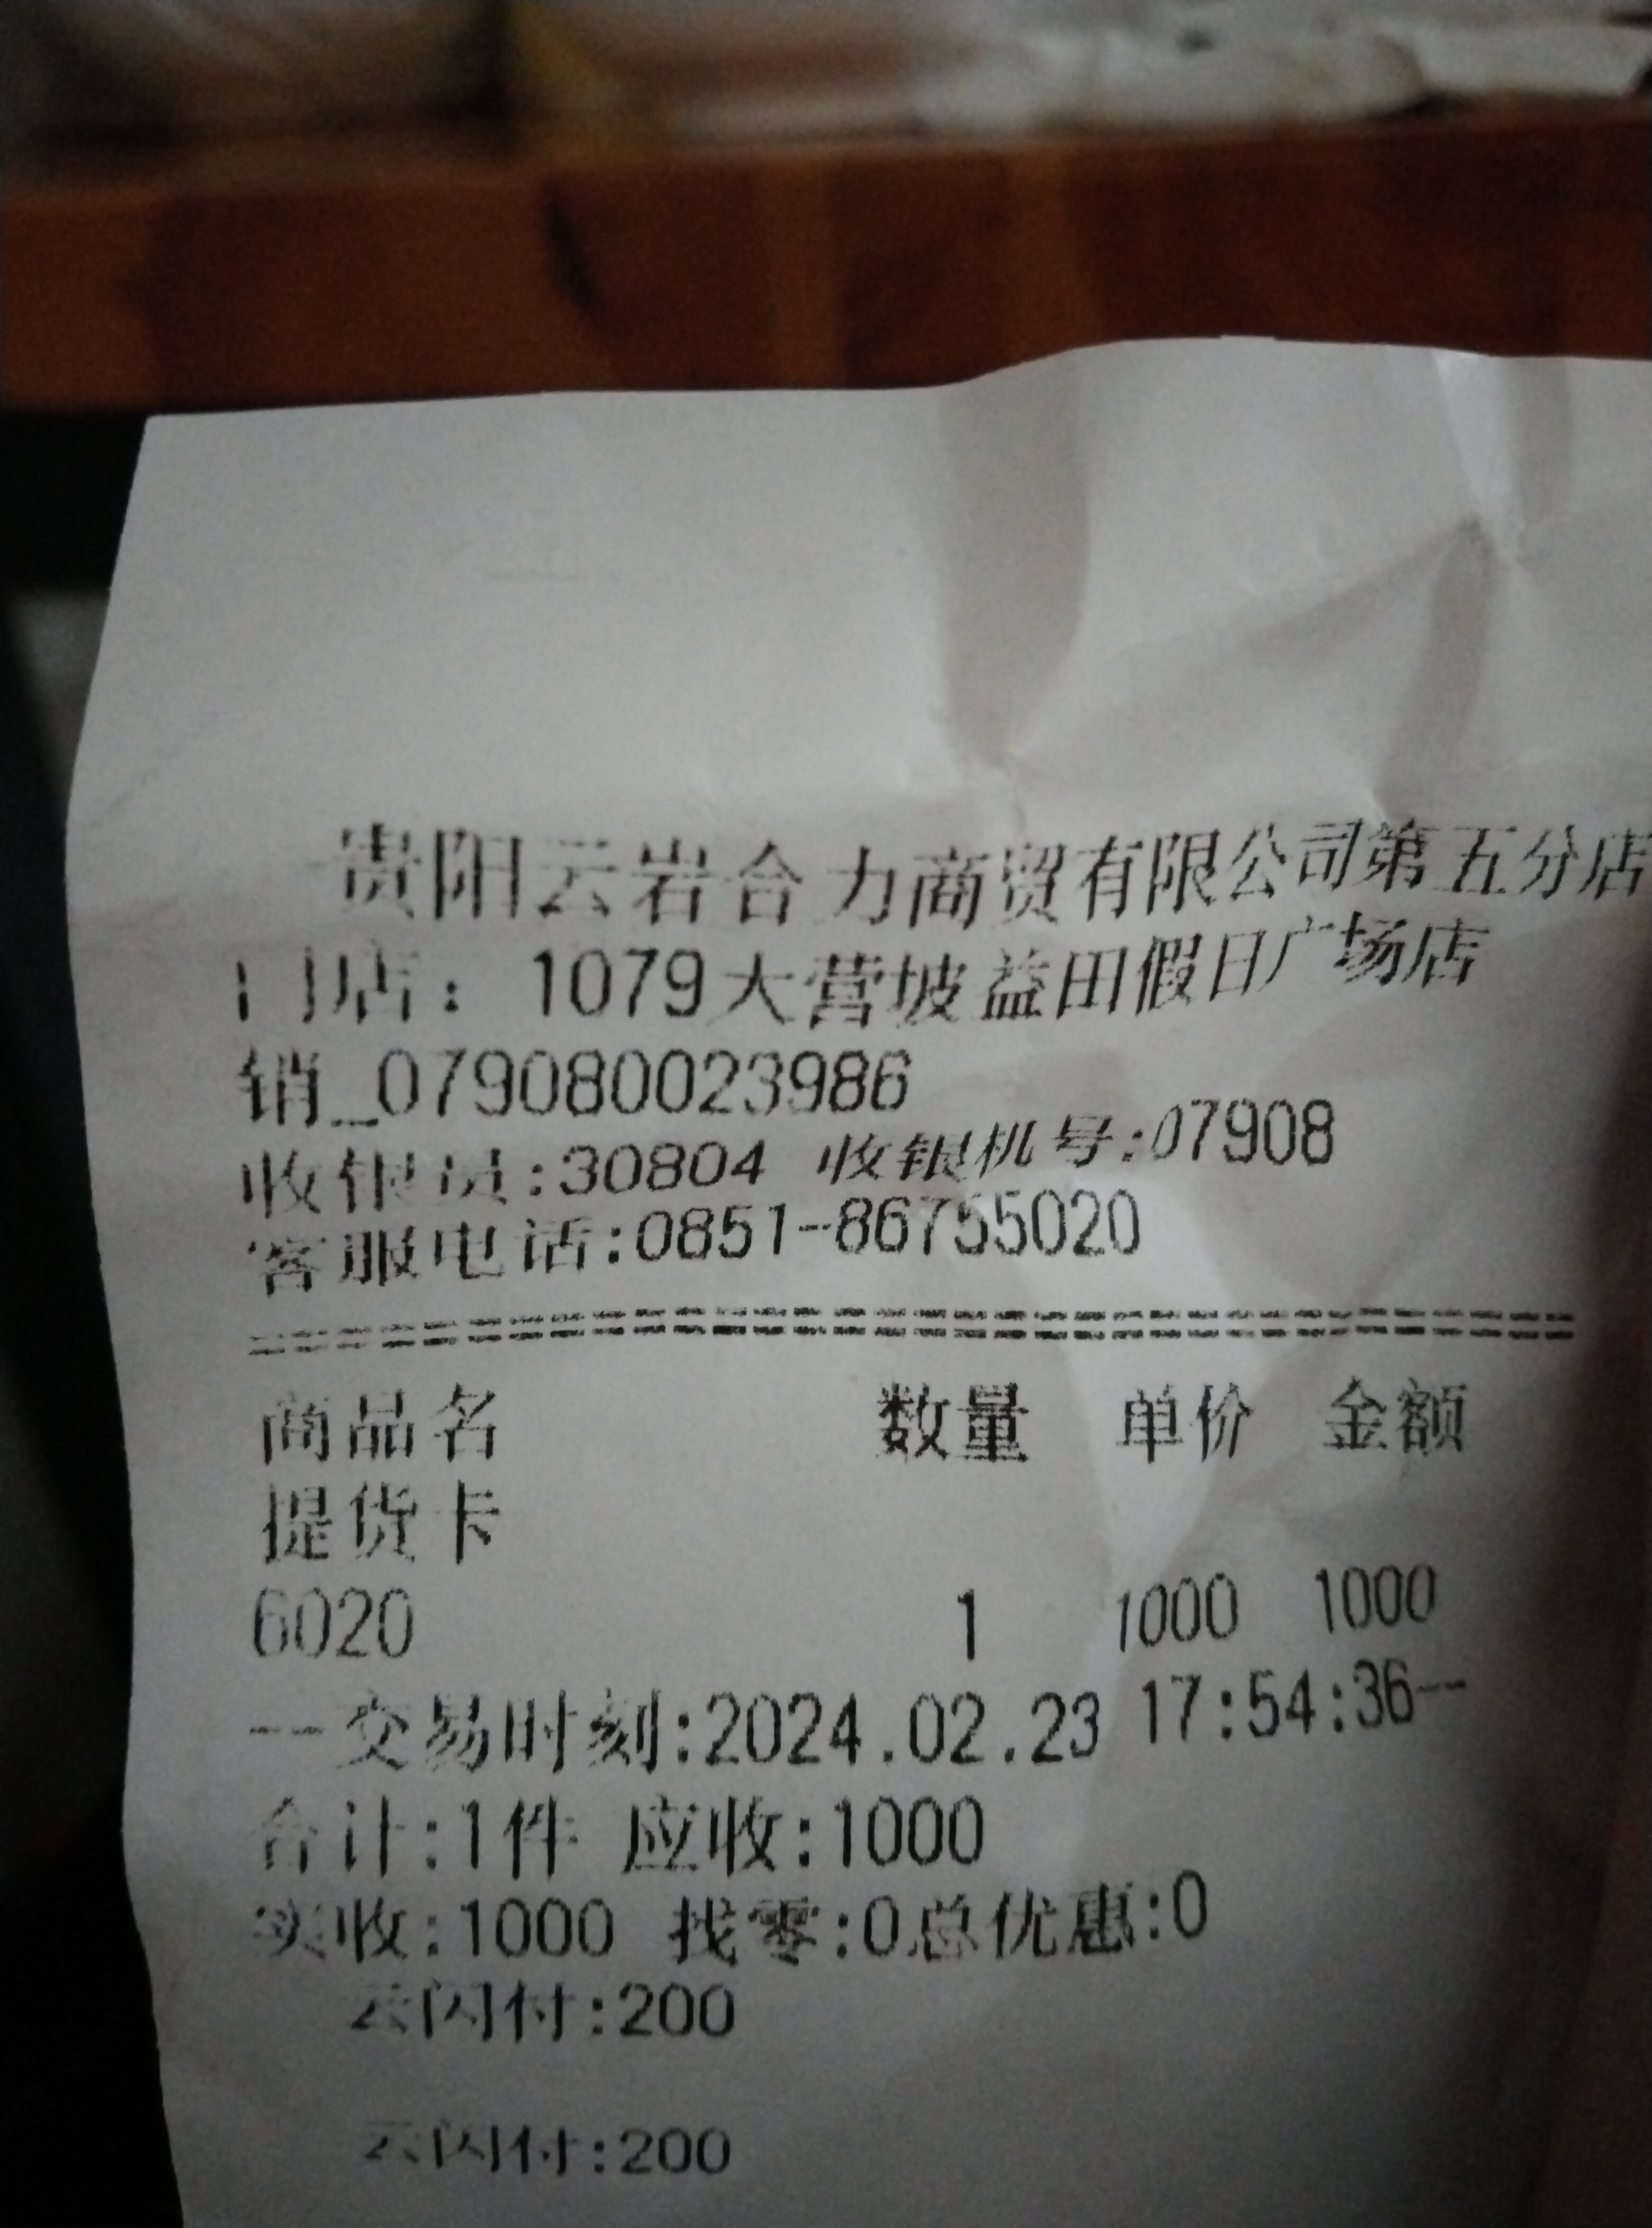 贵阳云岩合力商贸有限公司第五分店
门店：1079大营坡益田假日广场店
销_079080023986
收银员:30804 收银机号:07908
客服电话:0851-86755020
================================
商品名 数量 单价 金额
提货卡
6020 1 1000 1000
--交易时刻:2024.02.23 17:54:36--
合计:1件 应收:1000
实收:1000 找零:0总优惠:0
云闪付:200
云闪付:200